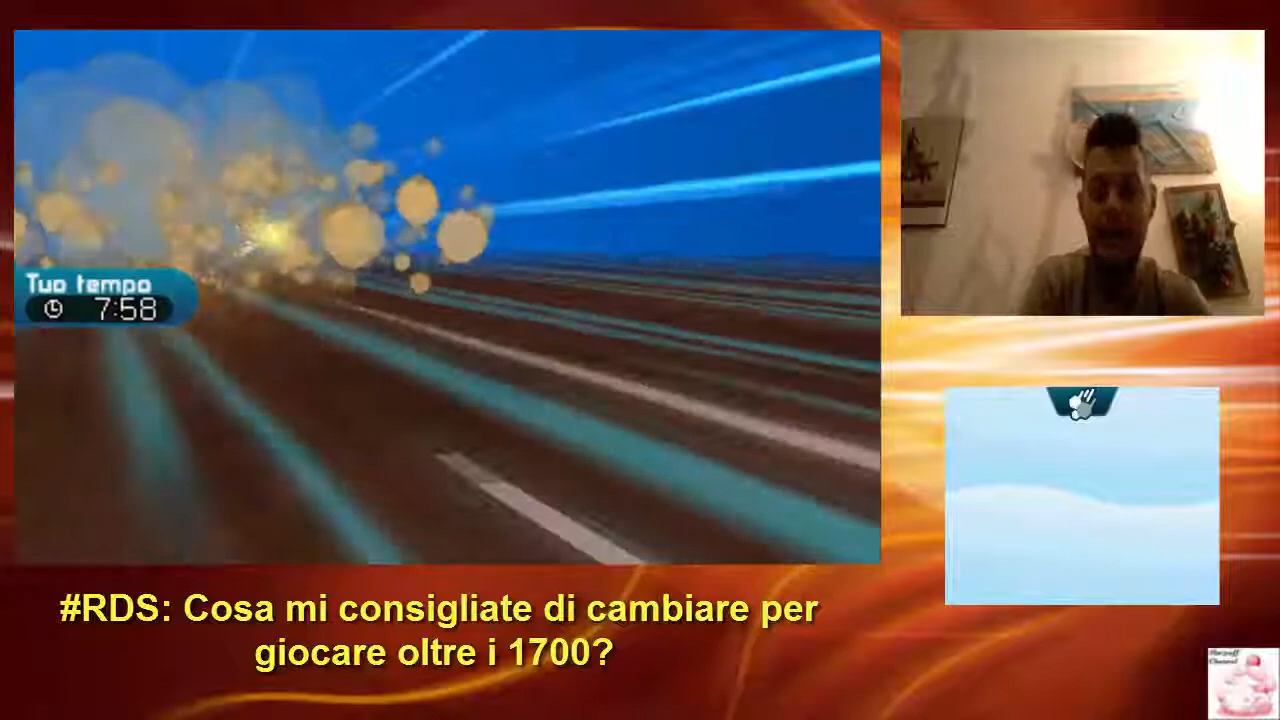 Tuo tempo
7:58
#RDS: Cosa mi consigliate di cambiare per
giocare oltre i 1700?